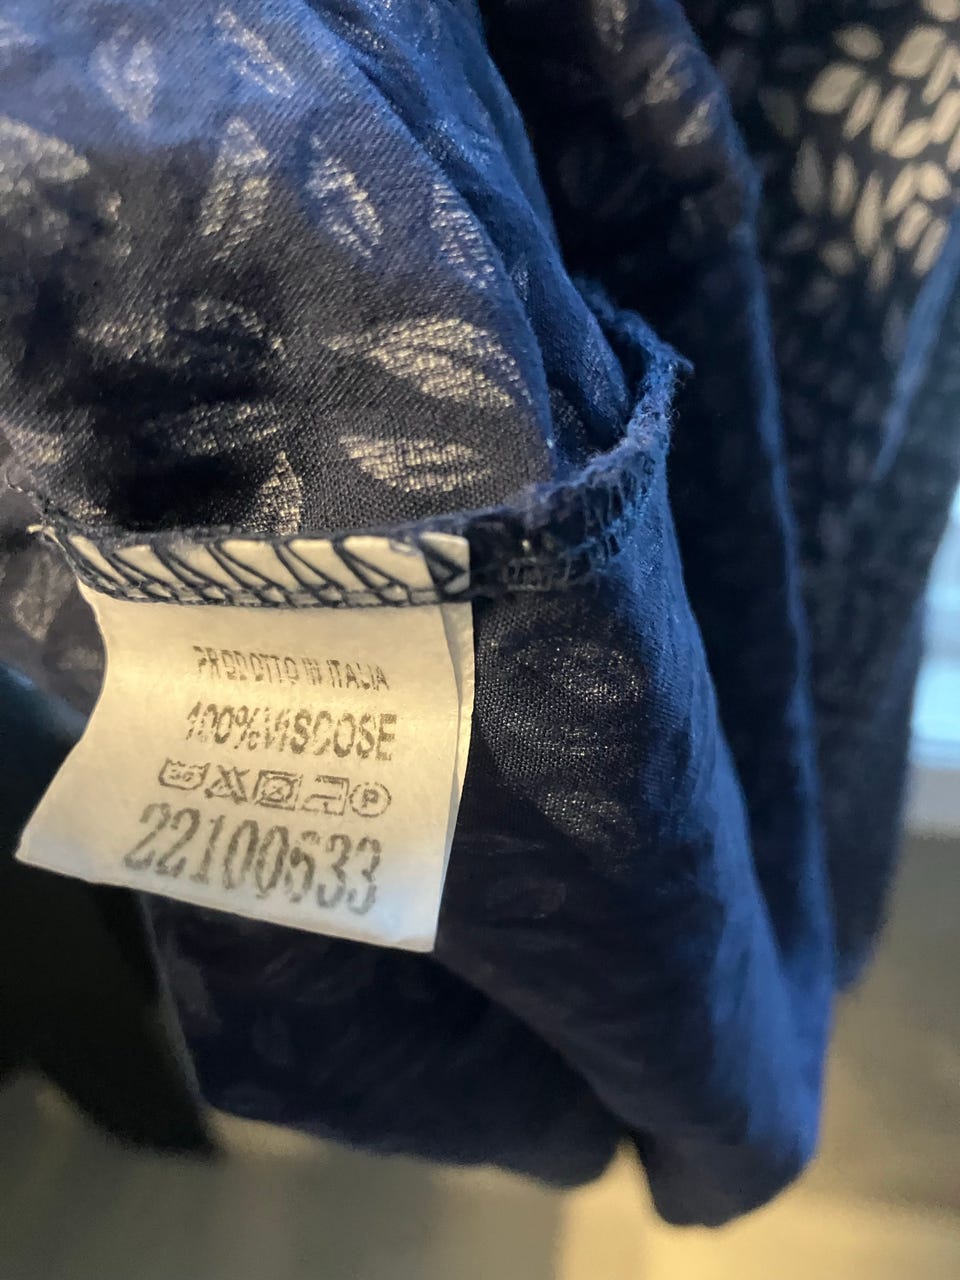 PRODOTTO IN ITALIA
100%VISCOSE
22100633